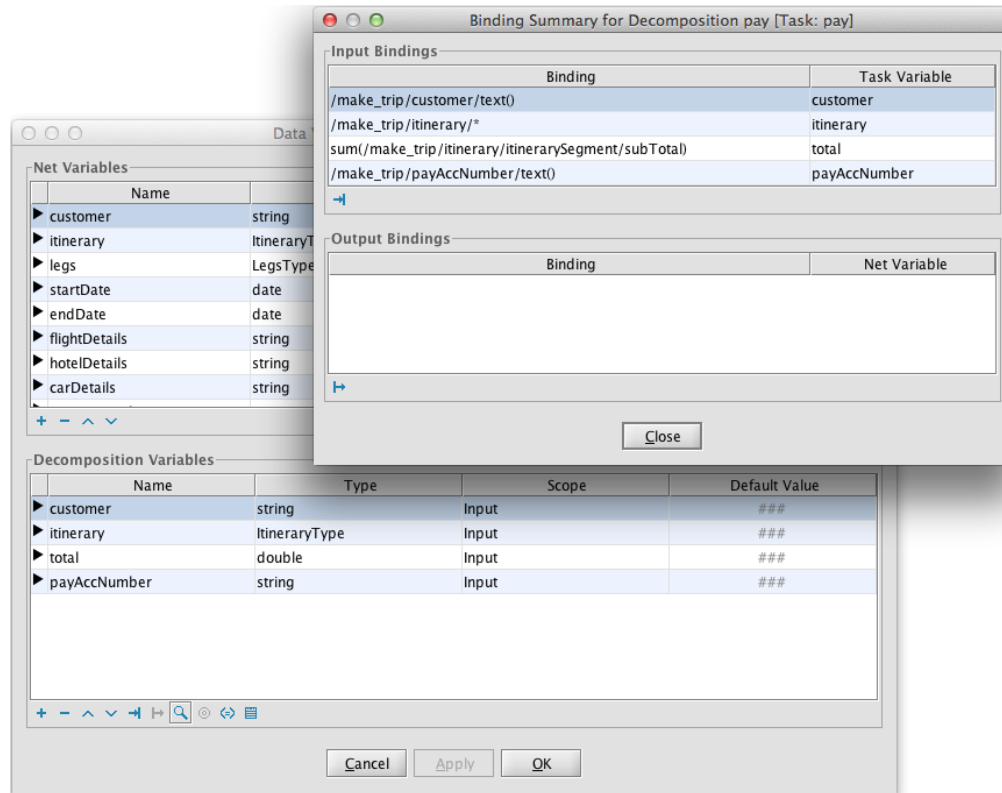 Binding Summary for Decomposition pay [Task: pay]
Input Bindings
Binding Task Variable
/make_trip/customer/text() customer
/make_trip/itinerary/* itinerary
sum(/make_trip/itinerary/itinerarySegment/subTotal) total
/make_trip/payAccNumber/text() payAccNumber
Output Bindings
Binding Net Variable
Close
Data
Net Variables
Name
customer string
itinerary ItineraryT
legs LegsType
startDate date
endDate date
flightDetails string
hotelDetails string
carDetails string
Decomposition Variables
Name Type Scope Default Value
customer string Input ###
itinerary ItineraryType Input ###
total double Input ###
payAccNumber string Input ###
Cancel Apply OK